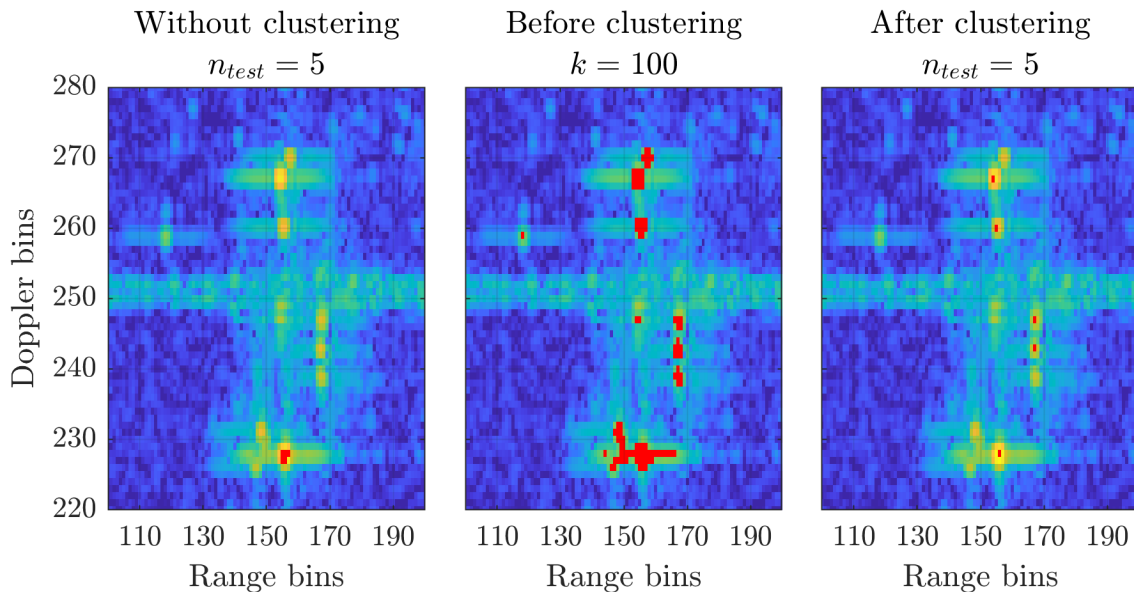 Without clustering
n_test = 5
Before clustering
k = 100
After clustering
n_test = 5
Doppler bins
280
270
260
250
240
230
220
110 130 150 170 190
110 130 150 170 190
110 130 150 170 190
Range bins
Range bins
Range bins